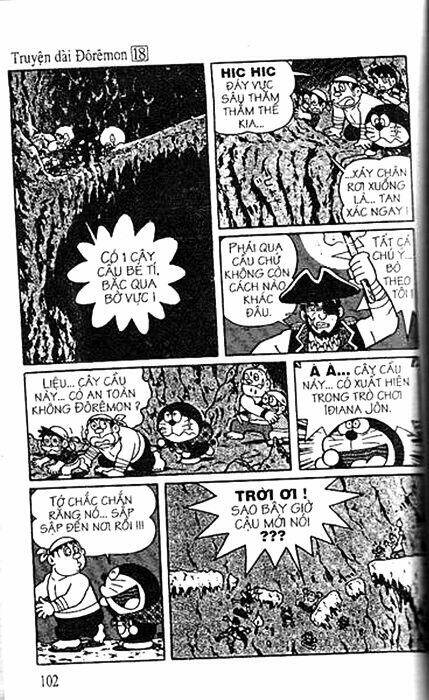 Truyện dài Đôrêmon 18
CÓ 1 CÂY
CẦU BÉ TÍ,
BẮC QUA
BỜ VỰC !
HIC HIC
ĐÁY VỰC
SÂU THĂM
THẲM THẾ
KIA...
...XẨY CHÂN
RƠI XUỐNG
LÀ... TAN
XÁC NGAY !
PHẢI QUA
CẦU CHỨ
KHÔNG CÒN
CÁCH NÀO
KHÁC
ĐÂU.
TẤT CẢ
CHÚ Ý...
BÒ
THEO
TÔI !
LIỆU... CÂY CẦU
NÀY... CÓ AN TOÀN
KHÔNG ĐÔRÊMON ?
À À... CÂY CẦU
NÀY... CÓ XUẤT HIỆN
TRONG TRÒ CHƠI
IĐIANA JÔN.
TỚ CHẮC CHẮN
RẰNG NÓ... SẮP
SẬP ĐẾN NƠI RỒI !!!
TRỜI ƠI !
SAO BÂY GIỜ
CẬU MỚI NÓI
???
102